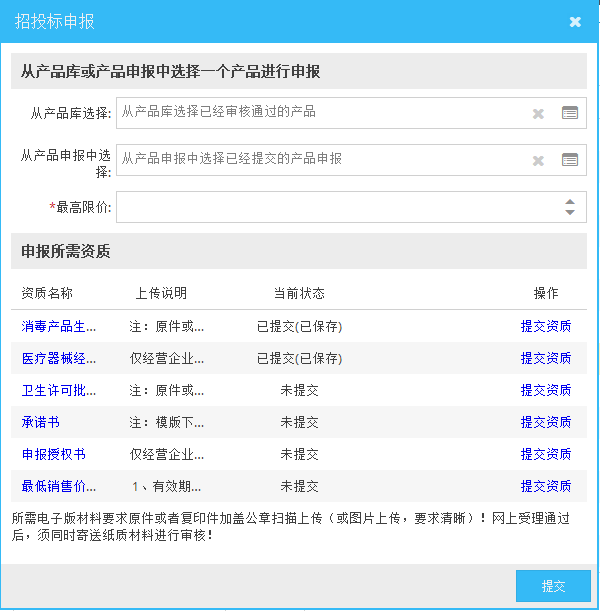 招投标申报
从产品库或产品申报中选择一个产品进行申报
从产品库选择: 从产品库选择已经审核通过的产品
从产品申报中选
择: 从产品申报中选择已经提交的产品申报
*最高限价:
申报所需资质
资质名称 上传说明 当前状态 操作
消毒产品生... 注：原件或... 已提交(已保存) 提交资质
医疗器械经... 仅经营企业... 已提交(已保存) 提交资质
卫生许可批... 注：原件或... 未提交 提交资质
承诺书 注：模版下... 未提交 提交资质
申报授权书 仅经营企业... 未提交 提交资质
最低销售价... 1、有效期... 未提交 提交资质
所需电子版材料要求原件或者复印件加盖公章扫描上传（或图片上传，要求清晰）！网上受理通过
后，须同时寄送纸质材料进行审核！
提交